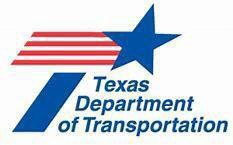 Texas
Department
of Transportation